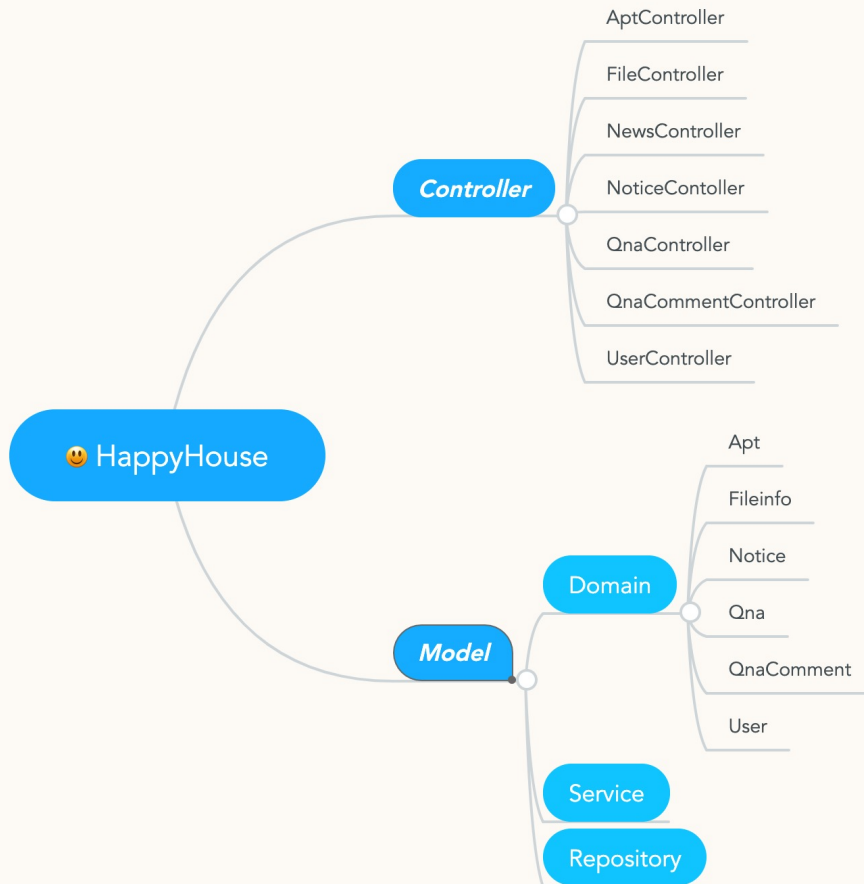 AptController
FileController
NewsController
Controller
NoticeContoller
QnaController
QnaCommentController
UserController
HappyHouse
Apt
Fileinfo
Notice
Domain
Qna
Model
QnaComment
User
Service
Repository